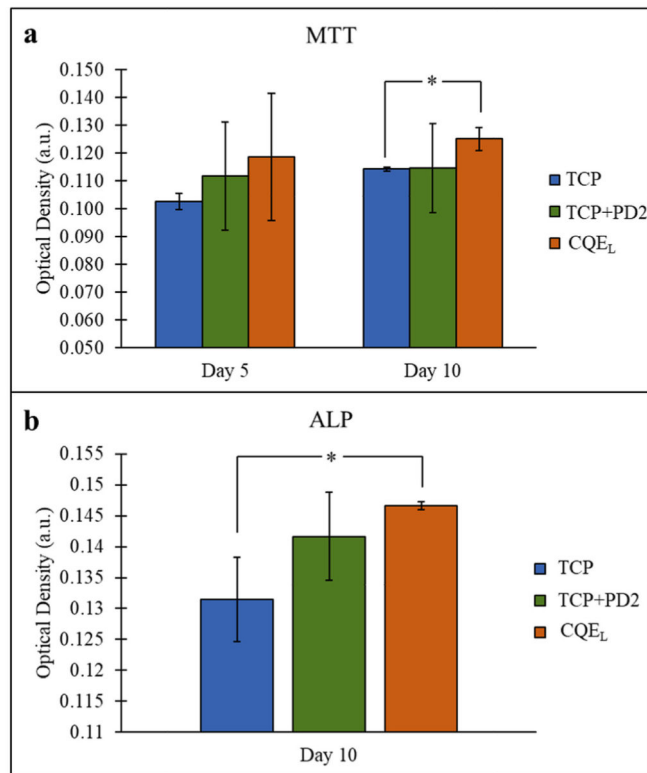 a
MTT
Optical Density (a.u.)
0.150
0.140
0.130
0.120
0.110
0.100
0.090
0.080
0.070
0.060
0.050
*
Day 5
Day 10
TCP
TCP+PD2
CQE_L
b
ALP
Optical Density (a.u.)
0.155
0.15
0.145
0.14
0.135
0.13
0.125
0.12
0.115
0.11
*
Day 10
TCP
TCP+PD2
CQE_L